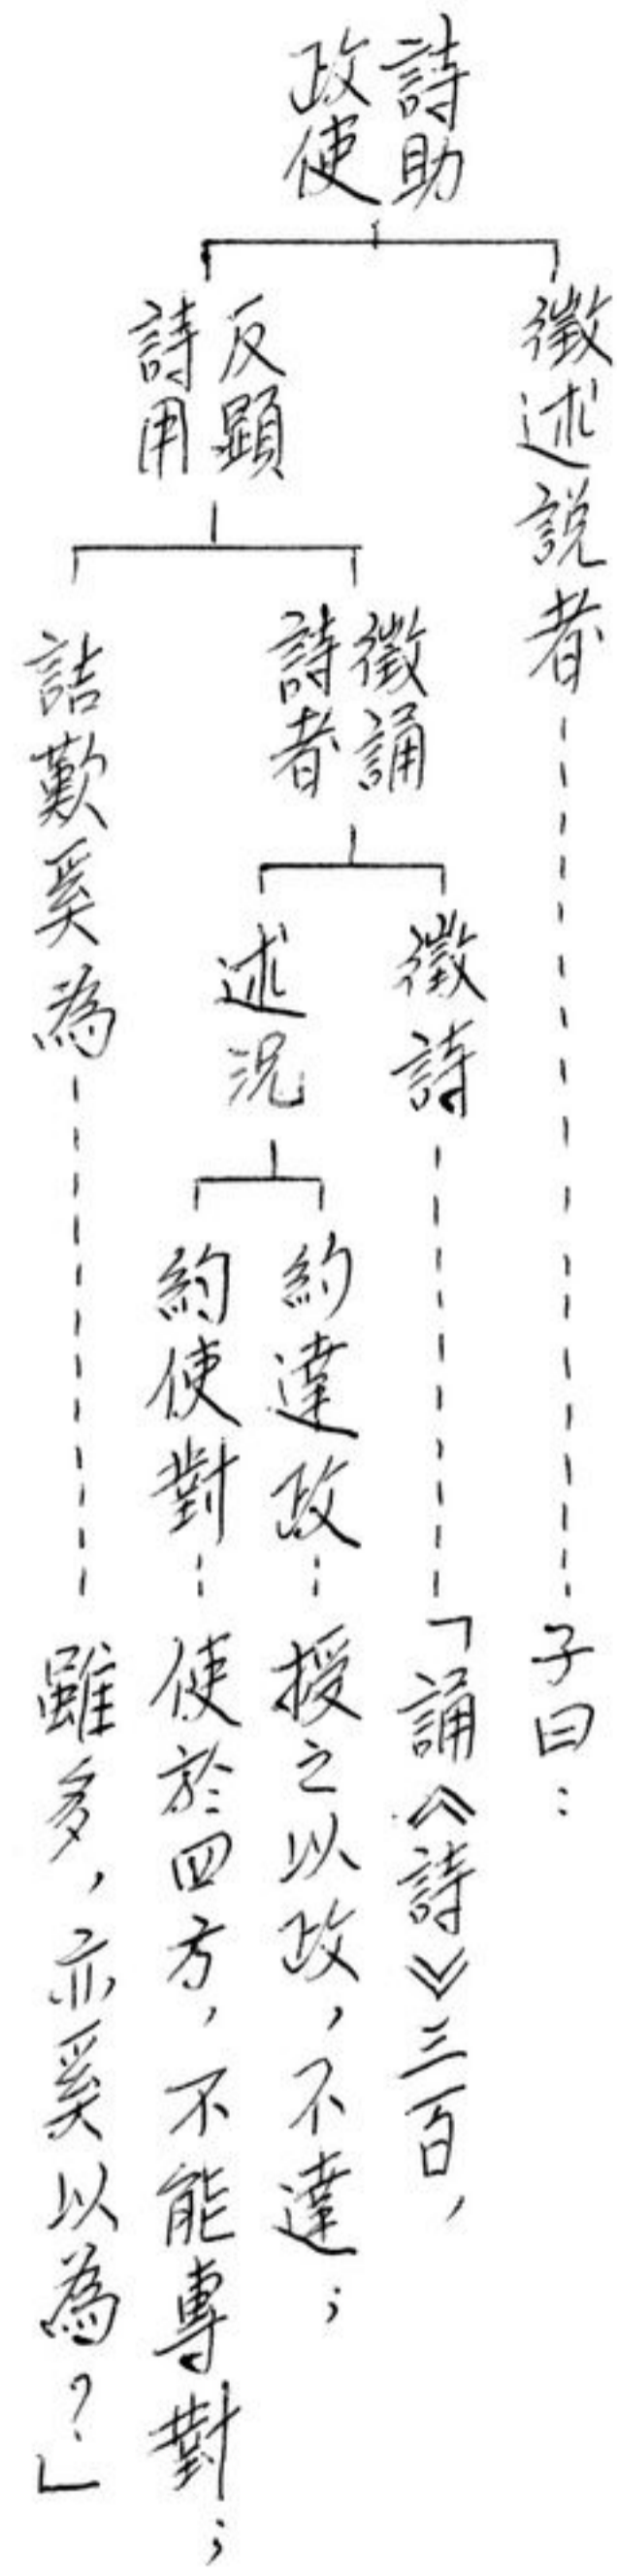 詩助
政使
徵述說者
子曰：
反顯
詩用
徵誦
詩者
徵詩
「誦《詩》三百，
述況
約達政
授之以政，不達；
約使對
使於四方，不能專對；
詰歎奚為
雖多，亦奚以為？」